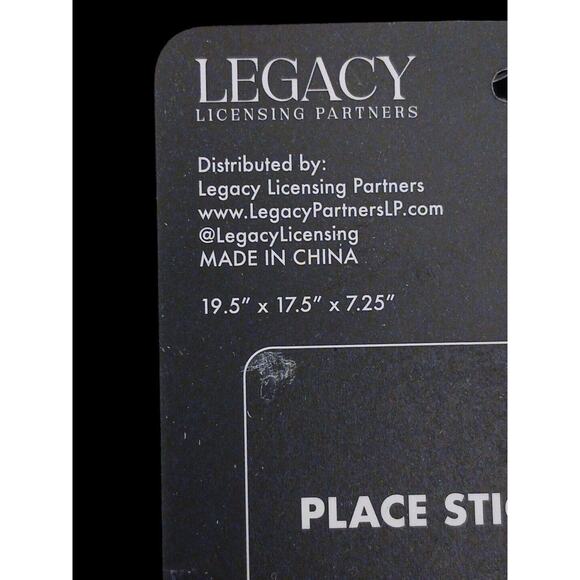 LEGACY
LICENSING PARTNERS
Distributed by:
Legacy Licensing Partners
www.LegacyPartnersLP.com
@LegacyLicensing
MADE IN CHINA
19.5” x 17.5” x 7.25”
PLACE STI